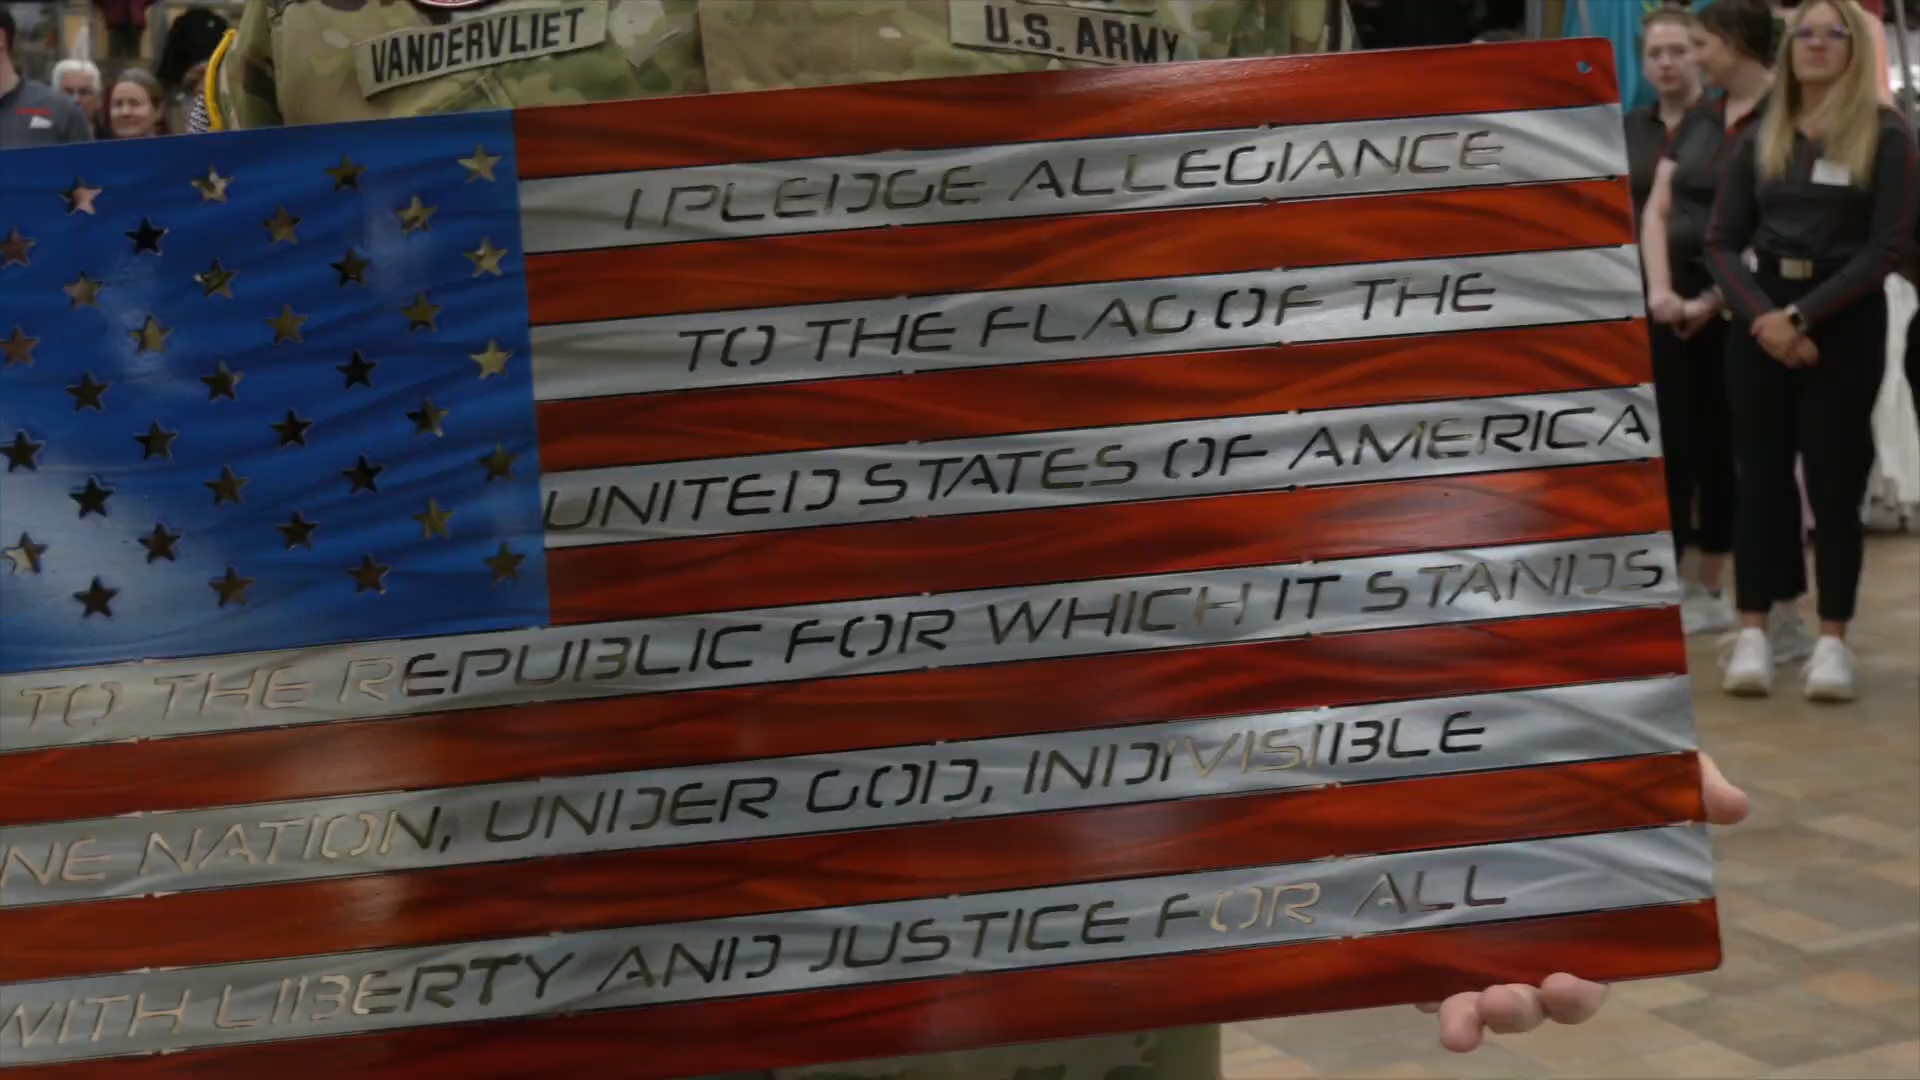 VANDERVLIET
U.S. ARMY
I PLEDGE ALLEGIANCE
TO THE FLAG OF THE
UNITED STATES OF AMERICA
TO THE REPUBLIC FOR WHICH IT STANDS
NE NATION, UNDER GOD, INDIVISIBLE
WITH LIBERTY AND JUSTICE FOR ALL